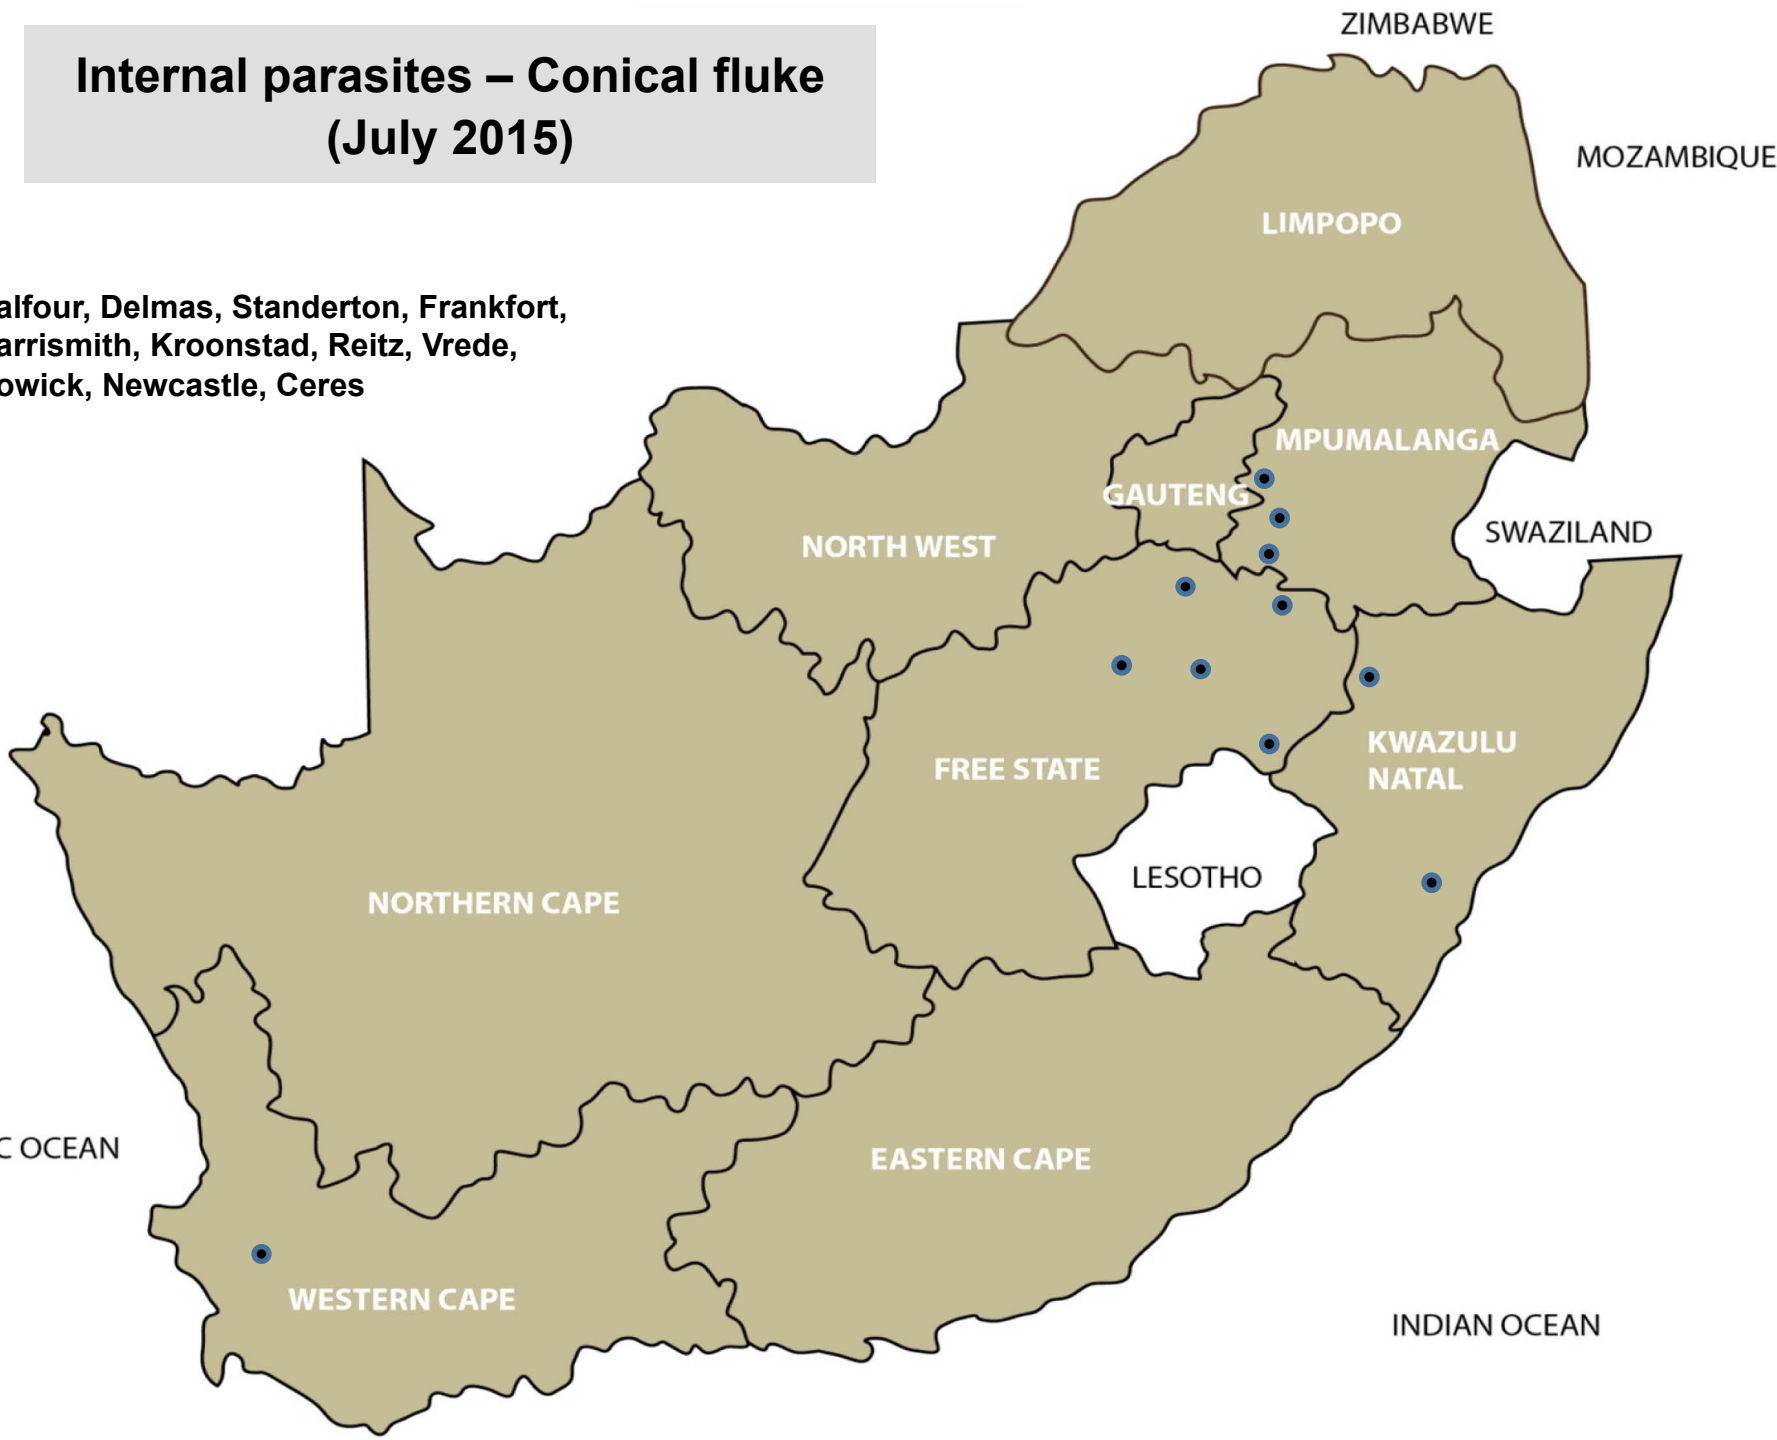 Internal parasites – Conical fluke
(July 2015)
alfour, Delmas, Standerton, Frankfort,
arrismith, Kroonstad, Reitz, Vrede,
owick, Newcastle, Ceres
ZIMBABWE
MOZAMBIQUE
LIMPOPO
MPUMALANGA
GAUTENG
SWAZILAND
NORTH WEST
KWAZULU
NATAL
FREE STATE
LESOTHO
NORTHERN CAPE
C OCEAN
EASTERN CAPE
WESTERN CAPE
INDIAN OCEAN